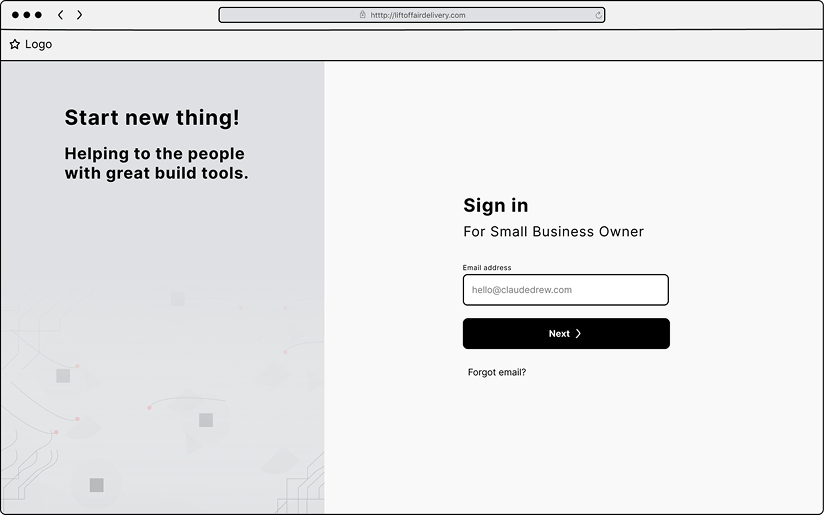 htttp://liftoffairdelivery.com
Logo
Start new thing!
Helping to the people
with great build tools.
Sign in
For Small Business Owner
Email address
hello@claudedrew.com
Next
Forgot email?